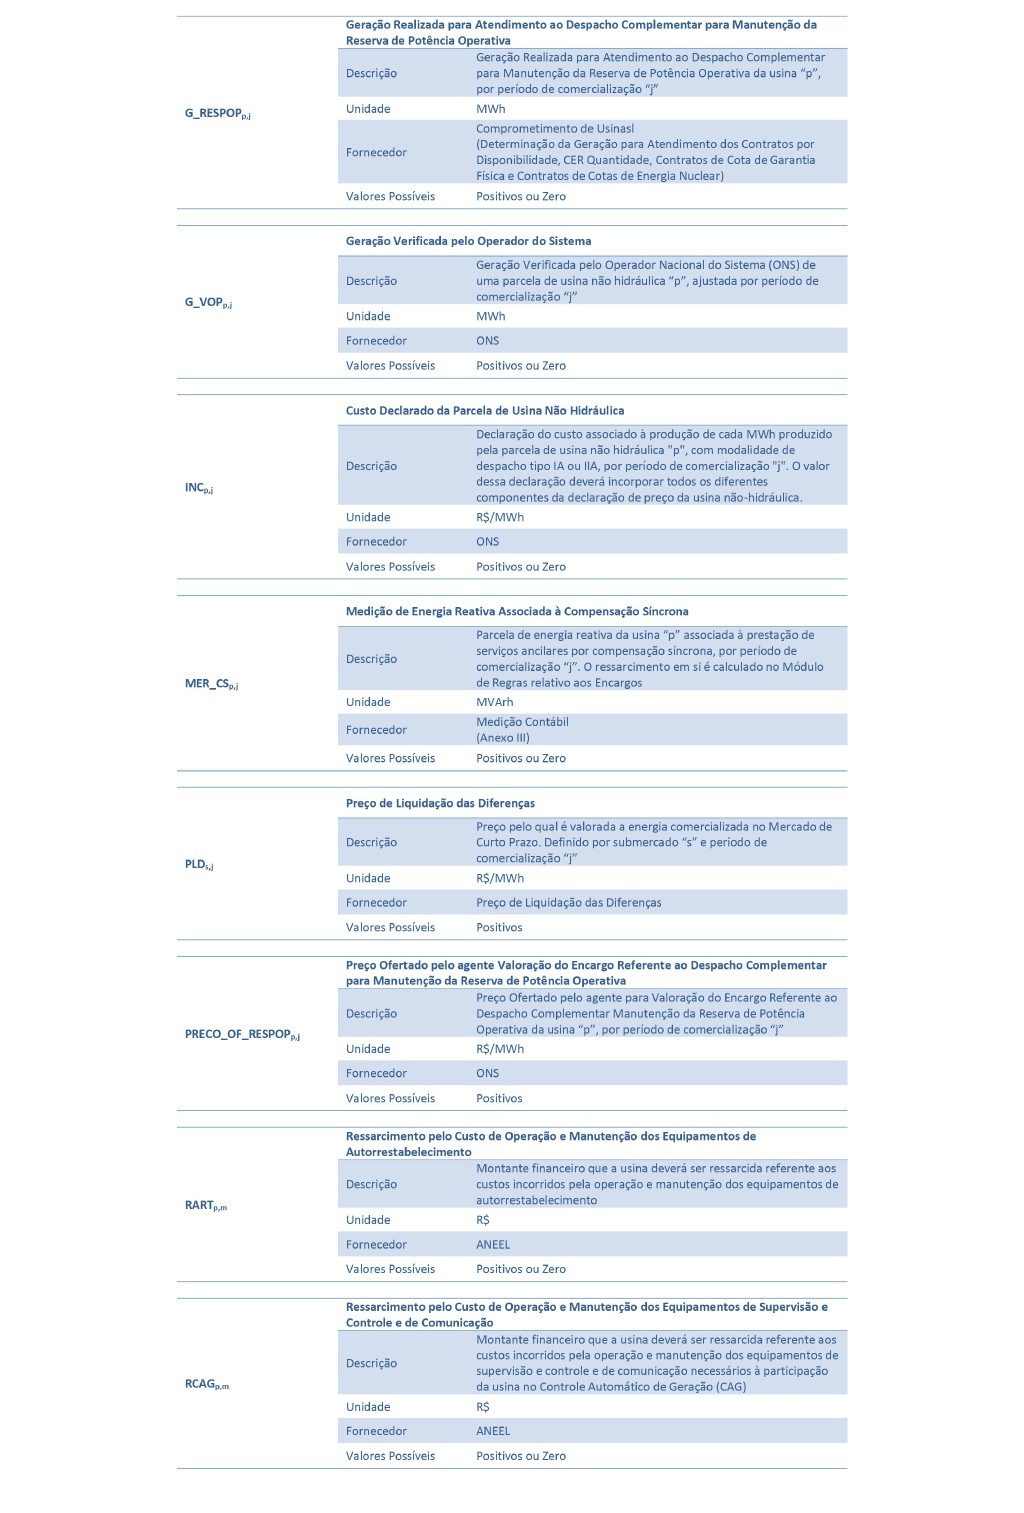 Geração Realizada para Atendimento ao Despacho Complementar para Manutenção da
Reserva de Potência Operativa
G_RESPOPp,j
Descrição
Geração Realizada para Atendimento ao Despacho Complementar
para Manutenção da Reserva de Potência Operativa da usina “p”,
por período de comercialização “j”
Unidade
MWh
Fornecedor
Comprometimento de Usinasl
(Determinação da Geração para Atendimento dos Contratos por
Disponibilidade, CER Quantidade, Contratos de Cota de Garantia
Física e Contratos de Cotas de Energia Nuclear)
Valores Possíveis
Positivos ou Zero
Geração Verificada pelo Operador do Sistema
G_VOPp,j
Descrição
Geração Verificada pelo Operador Nacional do Sistema (ONS) de
uma parcela de usina não hidráulica “p”, ajustada por período de
comercialização “j”
Unidade
MWh
Fornecedor
ONS
Valores Possíveis
Positivos ou Zero
Custo Declarado da Parcela de Usina Não Hidráulica
INCp,j
Descrição
Declaração do custo associado à produção de cada MWh produzido
pela parcela de usina não hidráulica "p", com modalidade de
despacho tipo IA ou IIA, por período de comercialização "j". O valor
dessa declaração deverá incorporar todos os diferentes
componentes da declaração de preço da usina não-hidráulica.
Unidade
R$/MWh
Fornecedor
ONS
Valores Possíveis
Positivos ou Zero
Medição de Energia Reativa Associada à Compensação Síncrona
MER_CSp,j
Descrição
Parcela de energia reativa da usina “p” associada à prestação de
serviços ancilares por compensação síncrona, por período de
comercialização “j”. O ressarcimento em si é calculado no Módulo
de Regras relativo aos Encargos
Unidade
MVArh
Fornecedor
Medição Contábil
(Anexo III)
Valores Possíveis
Positivos ou Zero
Preço de Liquidação das Diferenças
PLDs,j
Descrição
Preço pelo qual é valorada a energia comercializada no Mercado de
Curto Prazo. Definido por submercado “s” e período de
comercialização “j”
Unidade
R$/MWh
Fornecedor
Preço de Liquidação das Diferenças
Valores Possíveis
Positivos
Preço Ofertado pelo agente Valoração do Encargo Referente ao Despacho Complementar
para Manutenção da Reserva de Potência Operativa
PRECO_OF_RESPOPp,j
Descrição
Preço Ofertado pelo agente para Valoração do Encargo Referente ao
Despacho Complementar Manutenção da Reserva de Potência
Operativa da usina “p”, por período de comercialização “j”
Unidade
R$/MWh
Fornecedor
ONS
Valores Possíveis
Positivos
Ressarcimento pelo Custo de Operação e Manutenção dos Equipamentos de
Autorrestabelecimento
RARTp,m
Descrição
Montante financeiro que a usina deverá ser ressarcida referente aos
custos incorridos pela operação e manutenção dos equipamentos de
autorrestabelecimento
Unidade
R$
Fornecedor
ANEEL
Valores Possíveis
Positivos ou Zero
Ressarcimento pelo Custo de Operação e Manutenção dos Equipamentos de Supervisão e
Controle e de Comunicação
RCAGp,m
Descrição
Montante financeiro que a usina deverá ser ressarcida referente aos
custos incorridos pela operação e manutenção dos equipamentos de
supervisão e controle e de comunicação necessários à participação
da usina no Controle Automático de Geração (CAG)
Unidade
R$
Fornecedor
ANEEL
Valores Possíveis
Positivos ou Zero